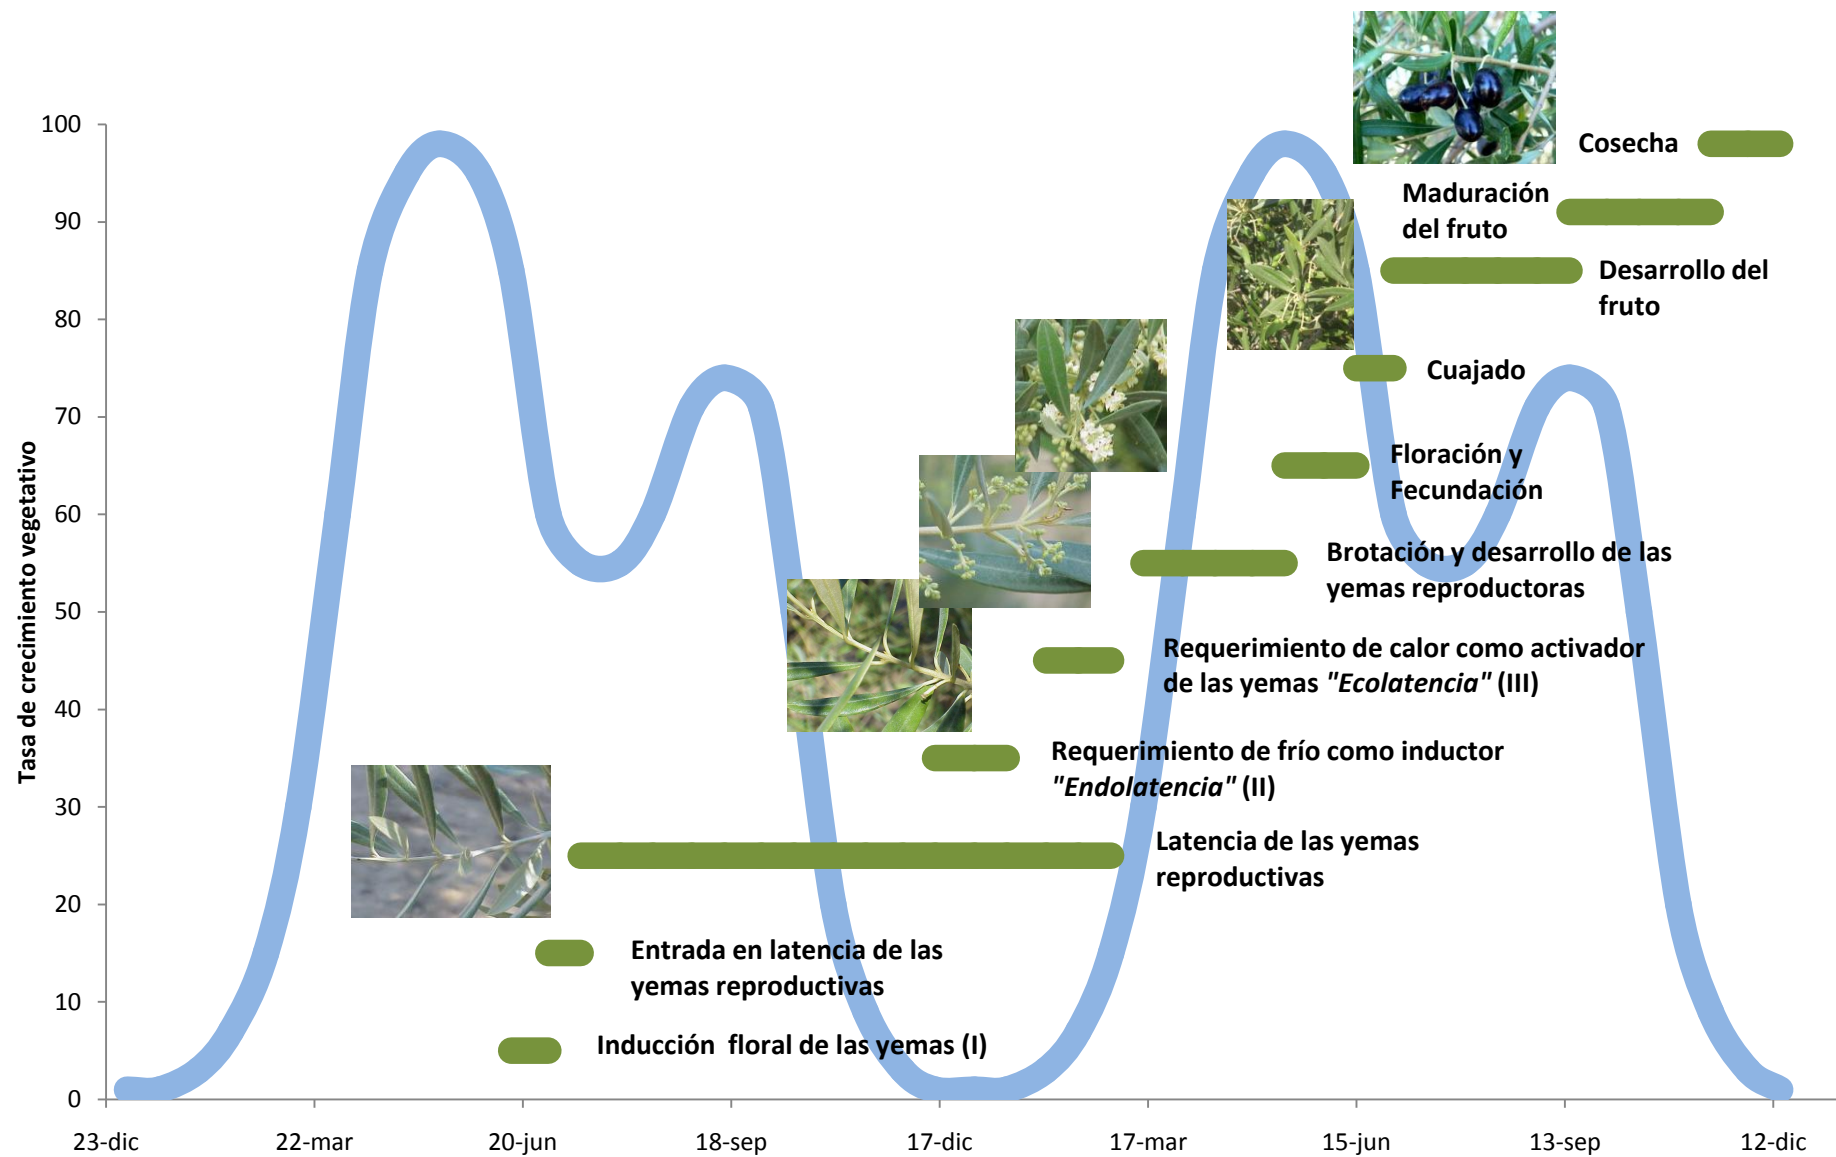 Cosecha
Maduración
del fruto
Desarrollo del
fruto
Cuajado
Floración y
Fecundación
Brotación y desarrollo de las
yemas reproductoras
Requerimiento de calor como activador
de las yemas "Ecolatencia" (III)
Requerimiento de frío como inductor
"Endolatencia" (II)
Latencia de las yemas
reproductivas
Entrada en latencia de las
yemas reproductivas
Inducción floral de las yemas (I)
Tasa de crecimiento vegetativo
100
90
80
70
60
50
40
30
20
10
0
23-dic
22-mar
20-jun
18-sep
17-dic
17-mar
15-jun
13-sep
12-dic